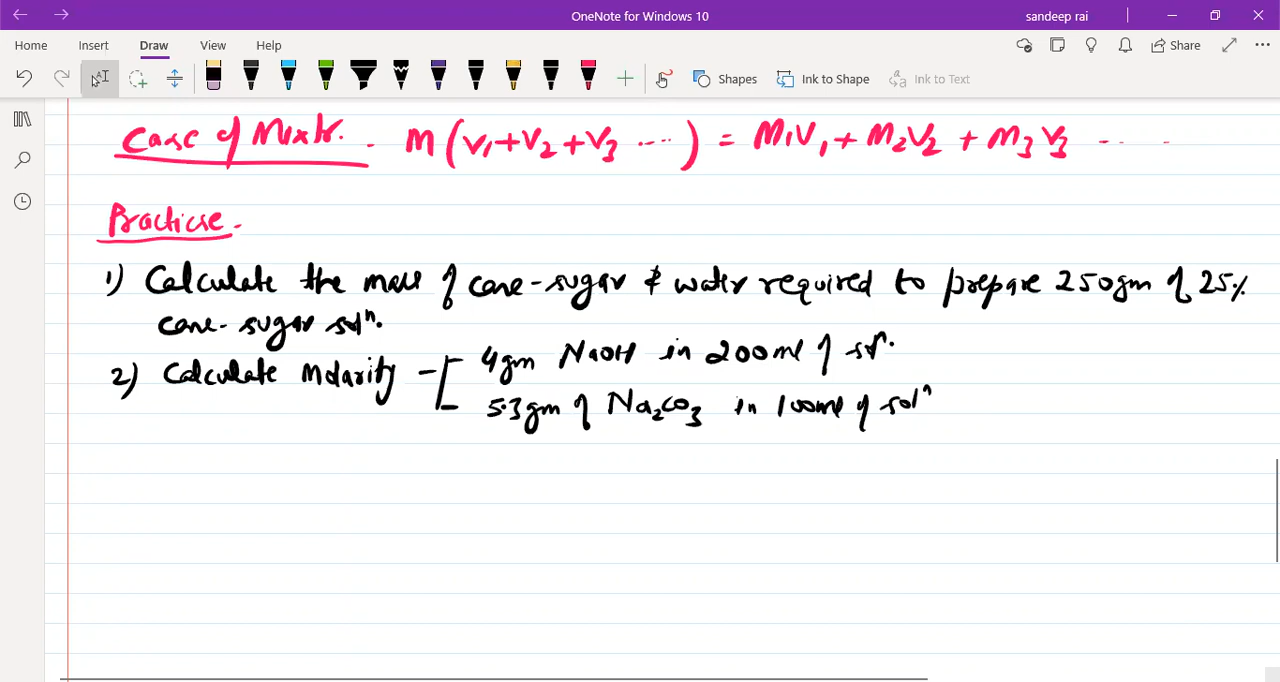 OneNote for Windows 10
sandeep rai
Home Insert Draw View Help
Share
Shapes
Ink to Shape
Ink to Text
Case of Mixtr. M(V1+V2+V3 ....) = M1V1 + M2V2 + M3V3 ....
Practicse.
1) Calculate the mass of cane-sugar & water required to prepare 250gm of 25%
cane-sugar solⁿ.
2) Calculate Molarity - [ 4gm NaOH in 200ml of solⁿ.
5.3gm of Na2CO3 in 100ml of solⁿ